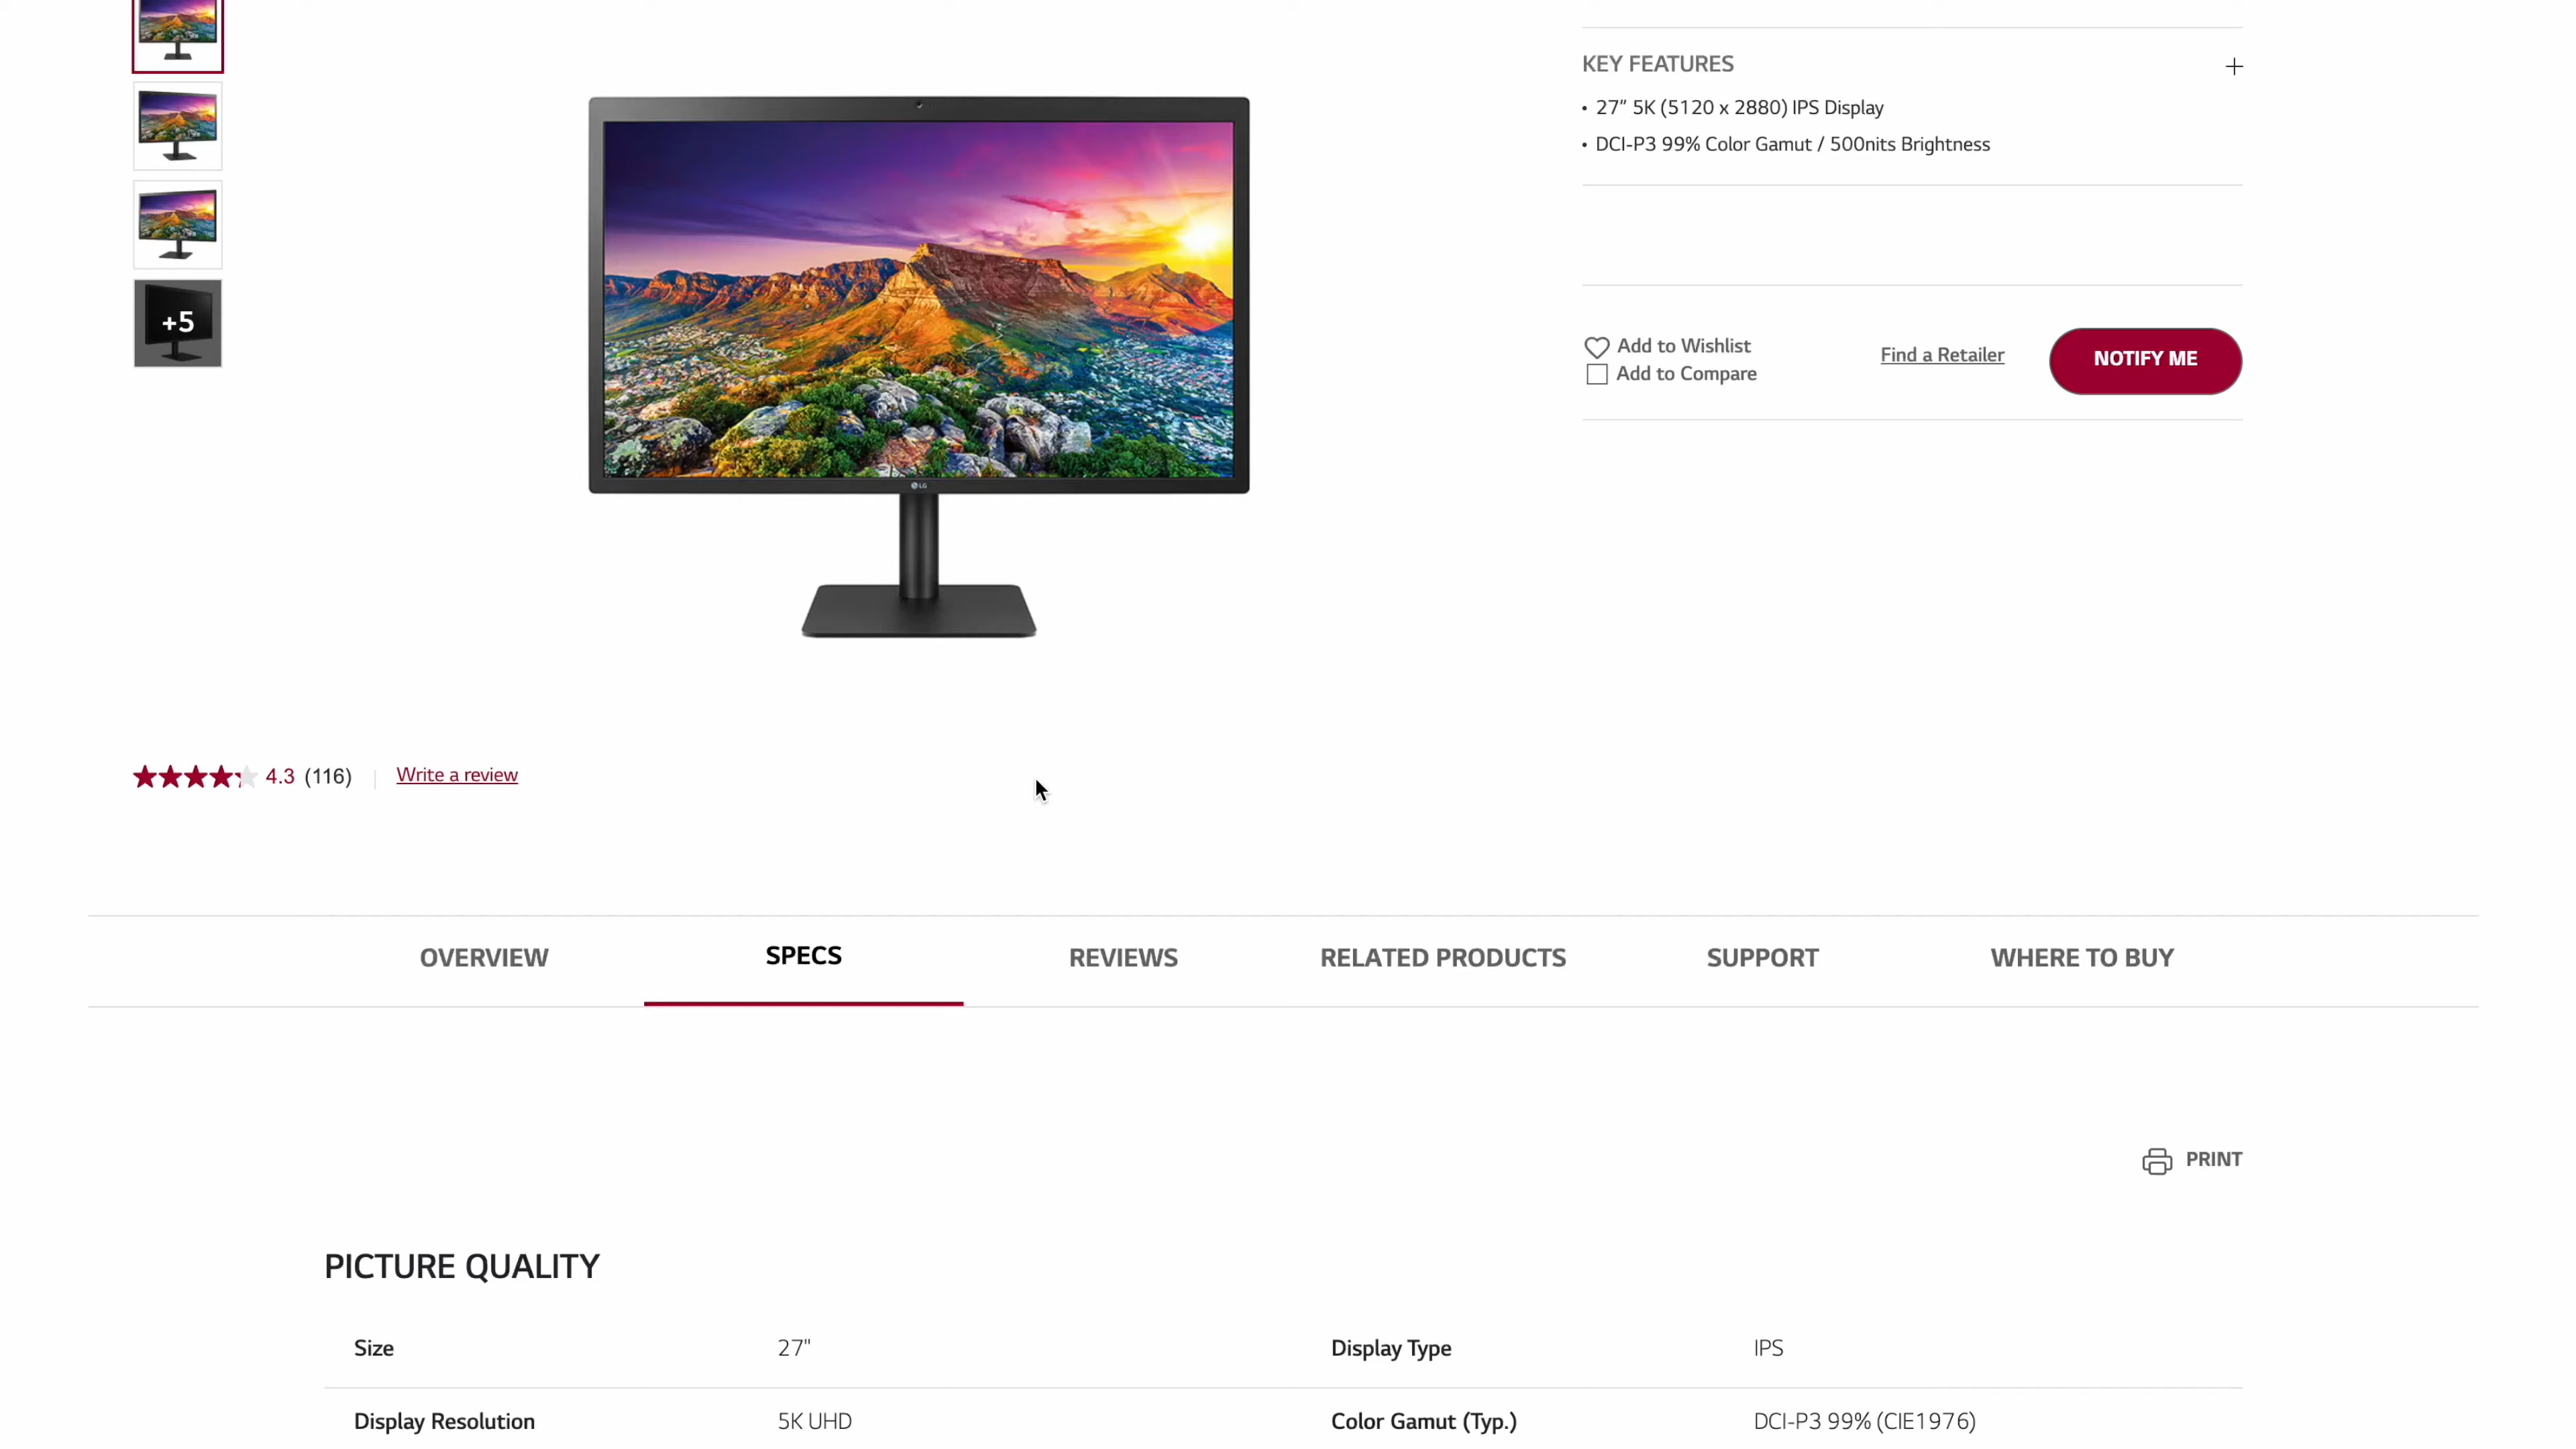 KEY FEATURES
• 27” 5K (5120 x 2880) IPS Display
• DCI-P3 99% Color Gamut / 500nits Brightness
+5
LG
Add to Wishlist
Add to Compare
Find a Retailer
NOTIFY ME
4.3 (116)
Write a review
OVERVIEW
SPECS
REVIEWS
RELATED PRODUCTS
SUPPORT
WHERE TO BUY
PRINT
PICTURE QUALITY
Size 27" Display Type IPS
Display Resolution 5K UHD Color Gamut (Typ.) DCI-P3 99% (CIE1976)